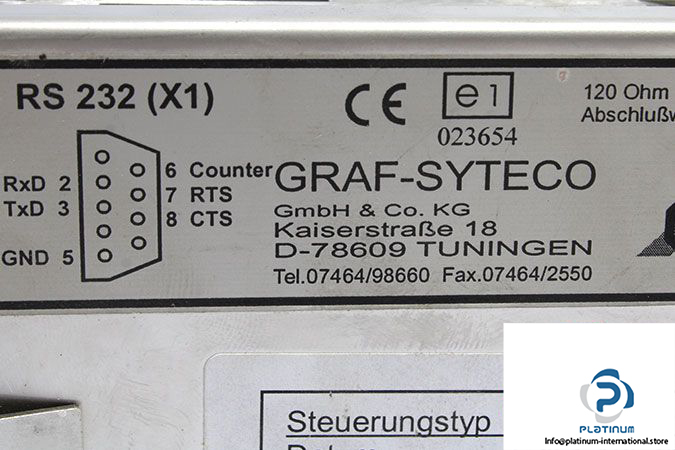 RS 232 (X1)
CE
e1
023654
120 Ohm
RxD 2
TxD 3
GND 5
6 Counter
7 RTS
8 CTS
GRAF-SYTECO
GmbH & Co. KG
Kaiserstraße 18
D-78609 TUNINGEN
Tel.07464/98660 Fax.07464/2550
Steuerungstyp
PLATINUM
Info@platinum-international.store